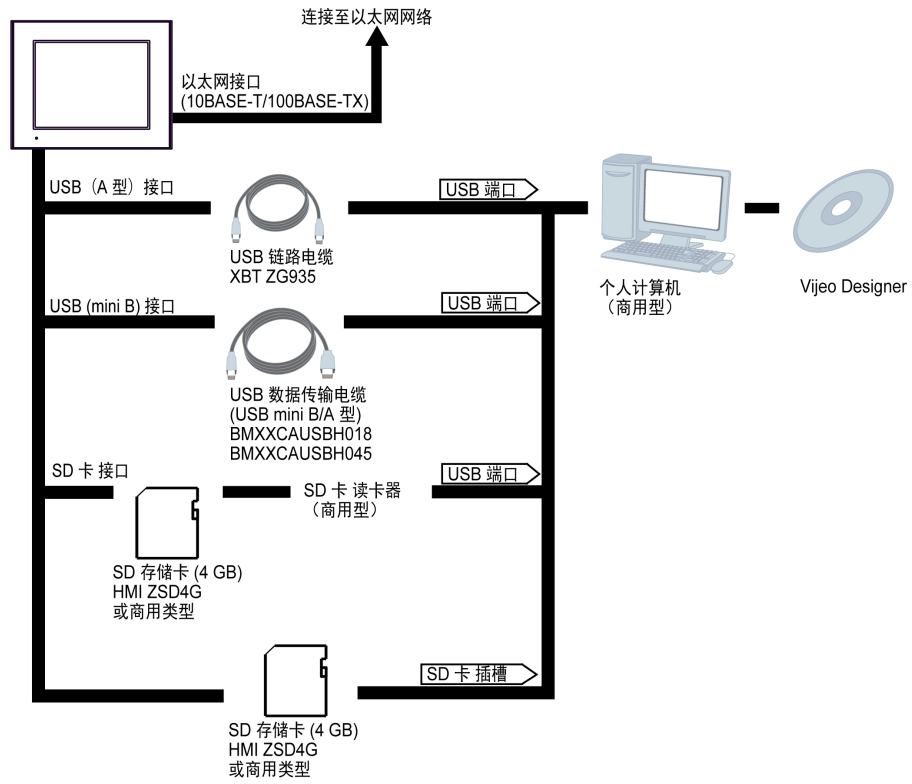 连接至以太网网络
以太网接口
(10BASE-T/100BASE-TX)
USB（A 型）接口
USB 端口
USB 链路电缆
XBT ZG935
个人计算机
（商用型）
Vijeo Designer
USB (mini B) 接口
USB 端口
USB 数据传输电缆
(USB mini B/A 型)
BMXXCAUSBH018
BMXXCAUSBH045
SD 卡 接口
USB 端口
SD 卡 读卡器
（商用型）
SD 存储卡 (4 GB)
HMI ZSD4G
或商用类型
SD 卡 插槽
SD 存储卡 (4 GB)
HMI ZSD4G
或商用类型